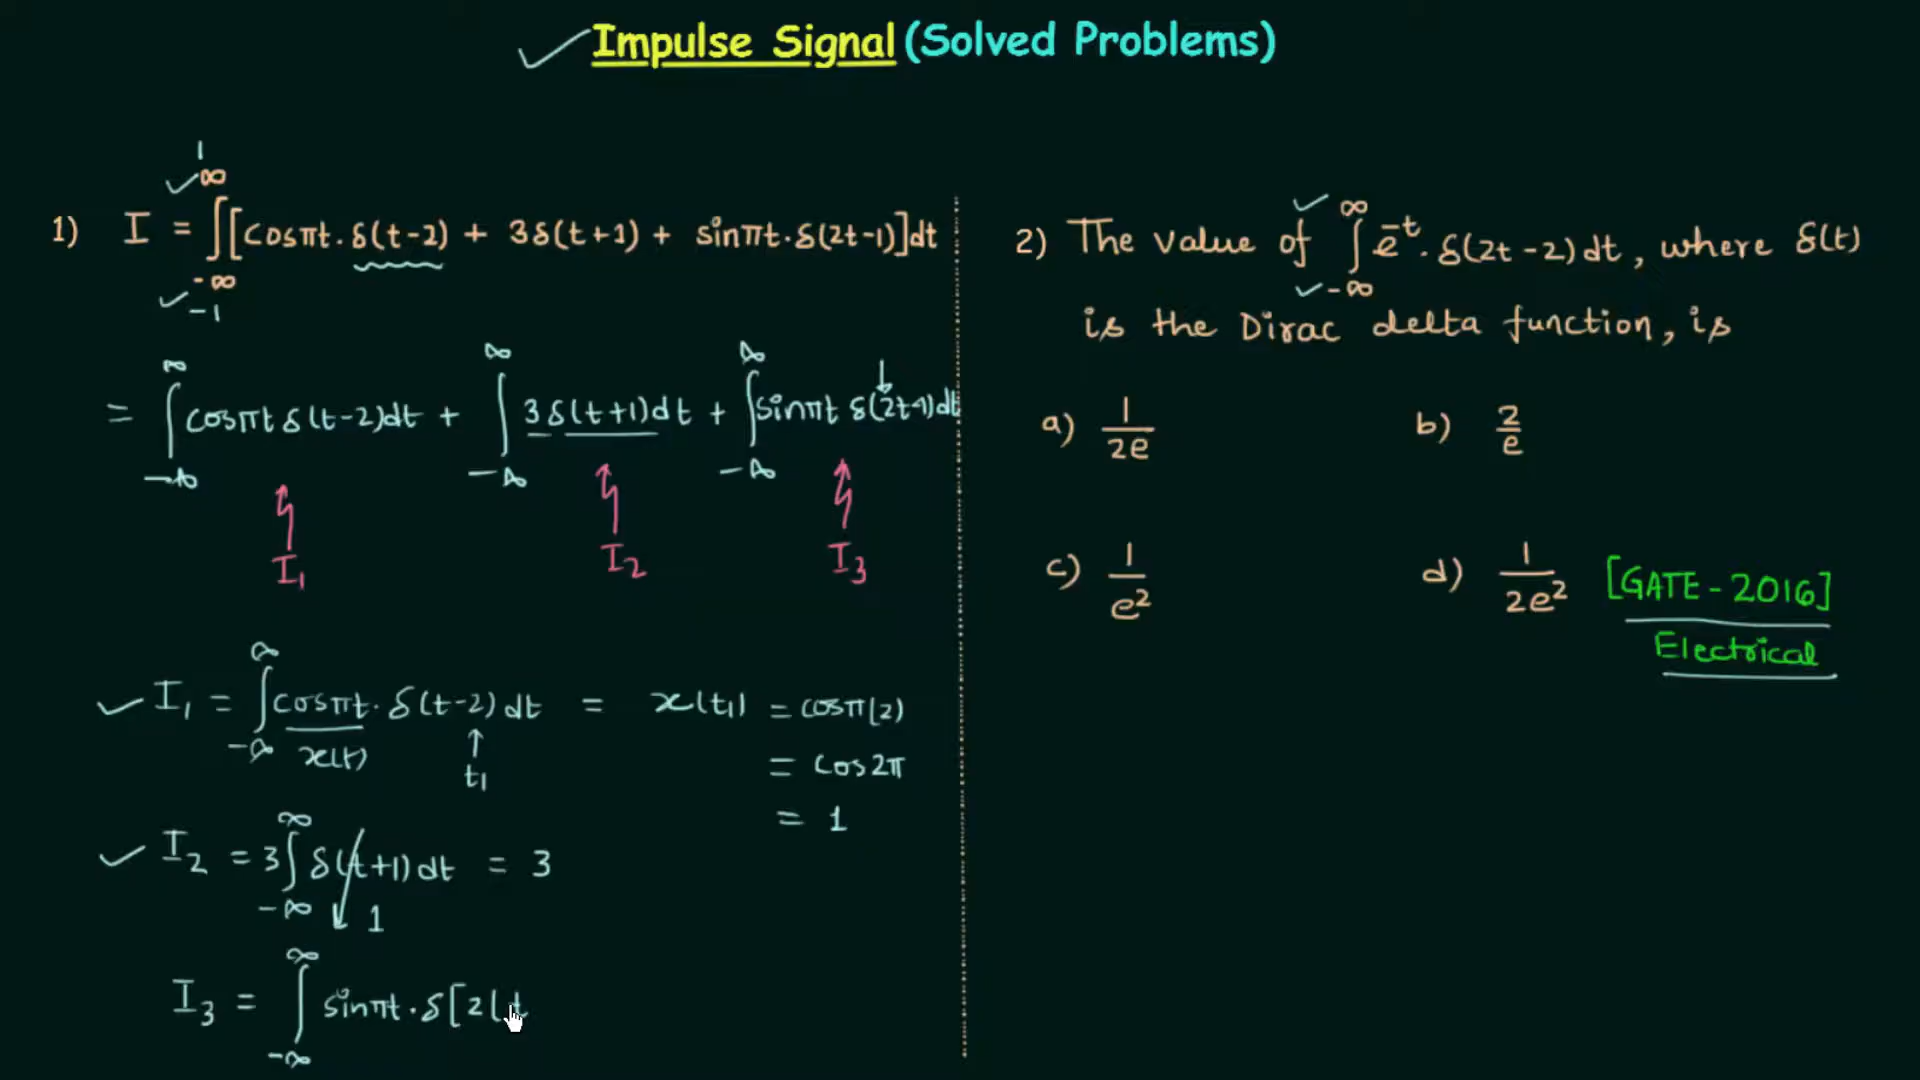 Impulse Signal (Solved Problems)
1
∞
1) I = ∫[cosπt. δ(t-2) + 3δ(t+1) + sinπt. δ(2t-1)]dt
-∞
-1
∞ ∞ ∞
= ∫cosπt δ(t-2)dt + ∫ 3 δ(t+1)dt + ∫sinπt δ(2t-1)dt
-∞ -∞ -∞
I₁ I₂ I₃
∞
I₁ = ∫cosπt. δ(t-2) dt = x(t₁) = cosπ(2)
-∞ x(t) t₁ = cos2π
= 1
∞
I₂ = 3∫ δ(t+1) dt = 3
-∞ 1
∞
I₃ = ∫ sinπt . δ[2(t
-∞
2) The value of ∫ e^-t. δ(2t-2) dt, where δ(t)
∞
-∞
is the Dirac delta function, is
a) 1/2e b) 2/e
c) 1/e² d) 1/2e² [GATE - 2016]
Electrical